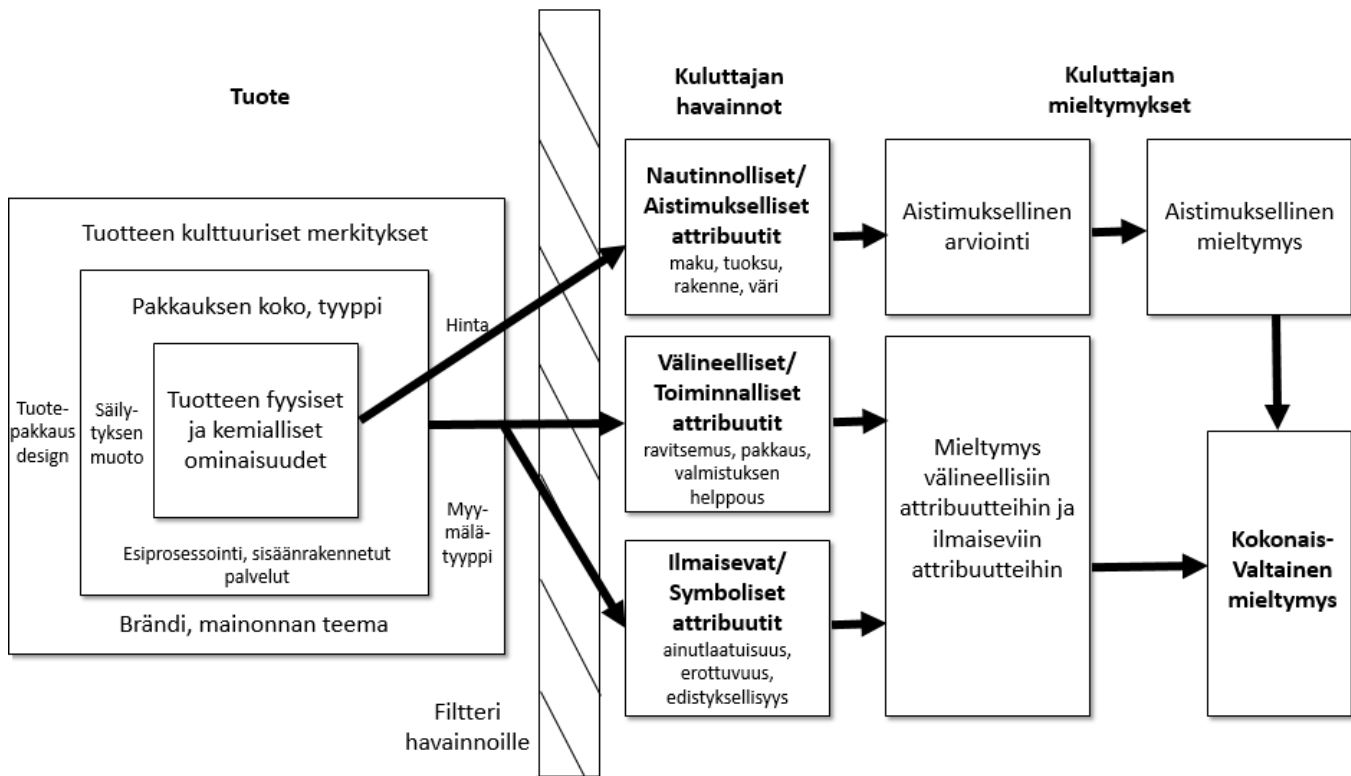 Tuote
Kuluttajan
havainnot
Kuluttajan
mieltymykset
Tuotteen kulttuuriset merkitykset
Pakkauksen koko, tyyppi
Hinta
Tuote-
pakkaus
design
Säily-
tyksen
muoto
Tuotteen fyysiset
ja kemialliset
ominaisuudet
Myy-
mälä-
tyyppi
Esiprosessointi, sisäänrakennetut
palvelut
Brändi, mainonnan teema
Filtteri
havainnoille
Nautinnolliset/
Aistimukselliset
attribuutit
maku, tuoksu,
rakenne, väri
Aistimuksellinen
arviointi
Aistimuksellinen
mieltymys
Välineelliset/
Toiminnalliset
attribuutit
ravitsemus, pakkaus,
valmistuksen
helppous
Ilmaisevat/
Symboliset
attribuutit
ainutlaatuisuus,
erottuvuus,
edistyksellisyys
Mieltymys
välineellisiin
attribuutteihin ja
ilmaiseviin
attribuutteihin
Kokonais-
Valtainen
mieltymys